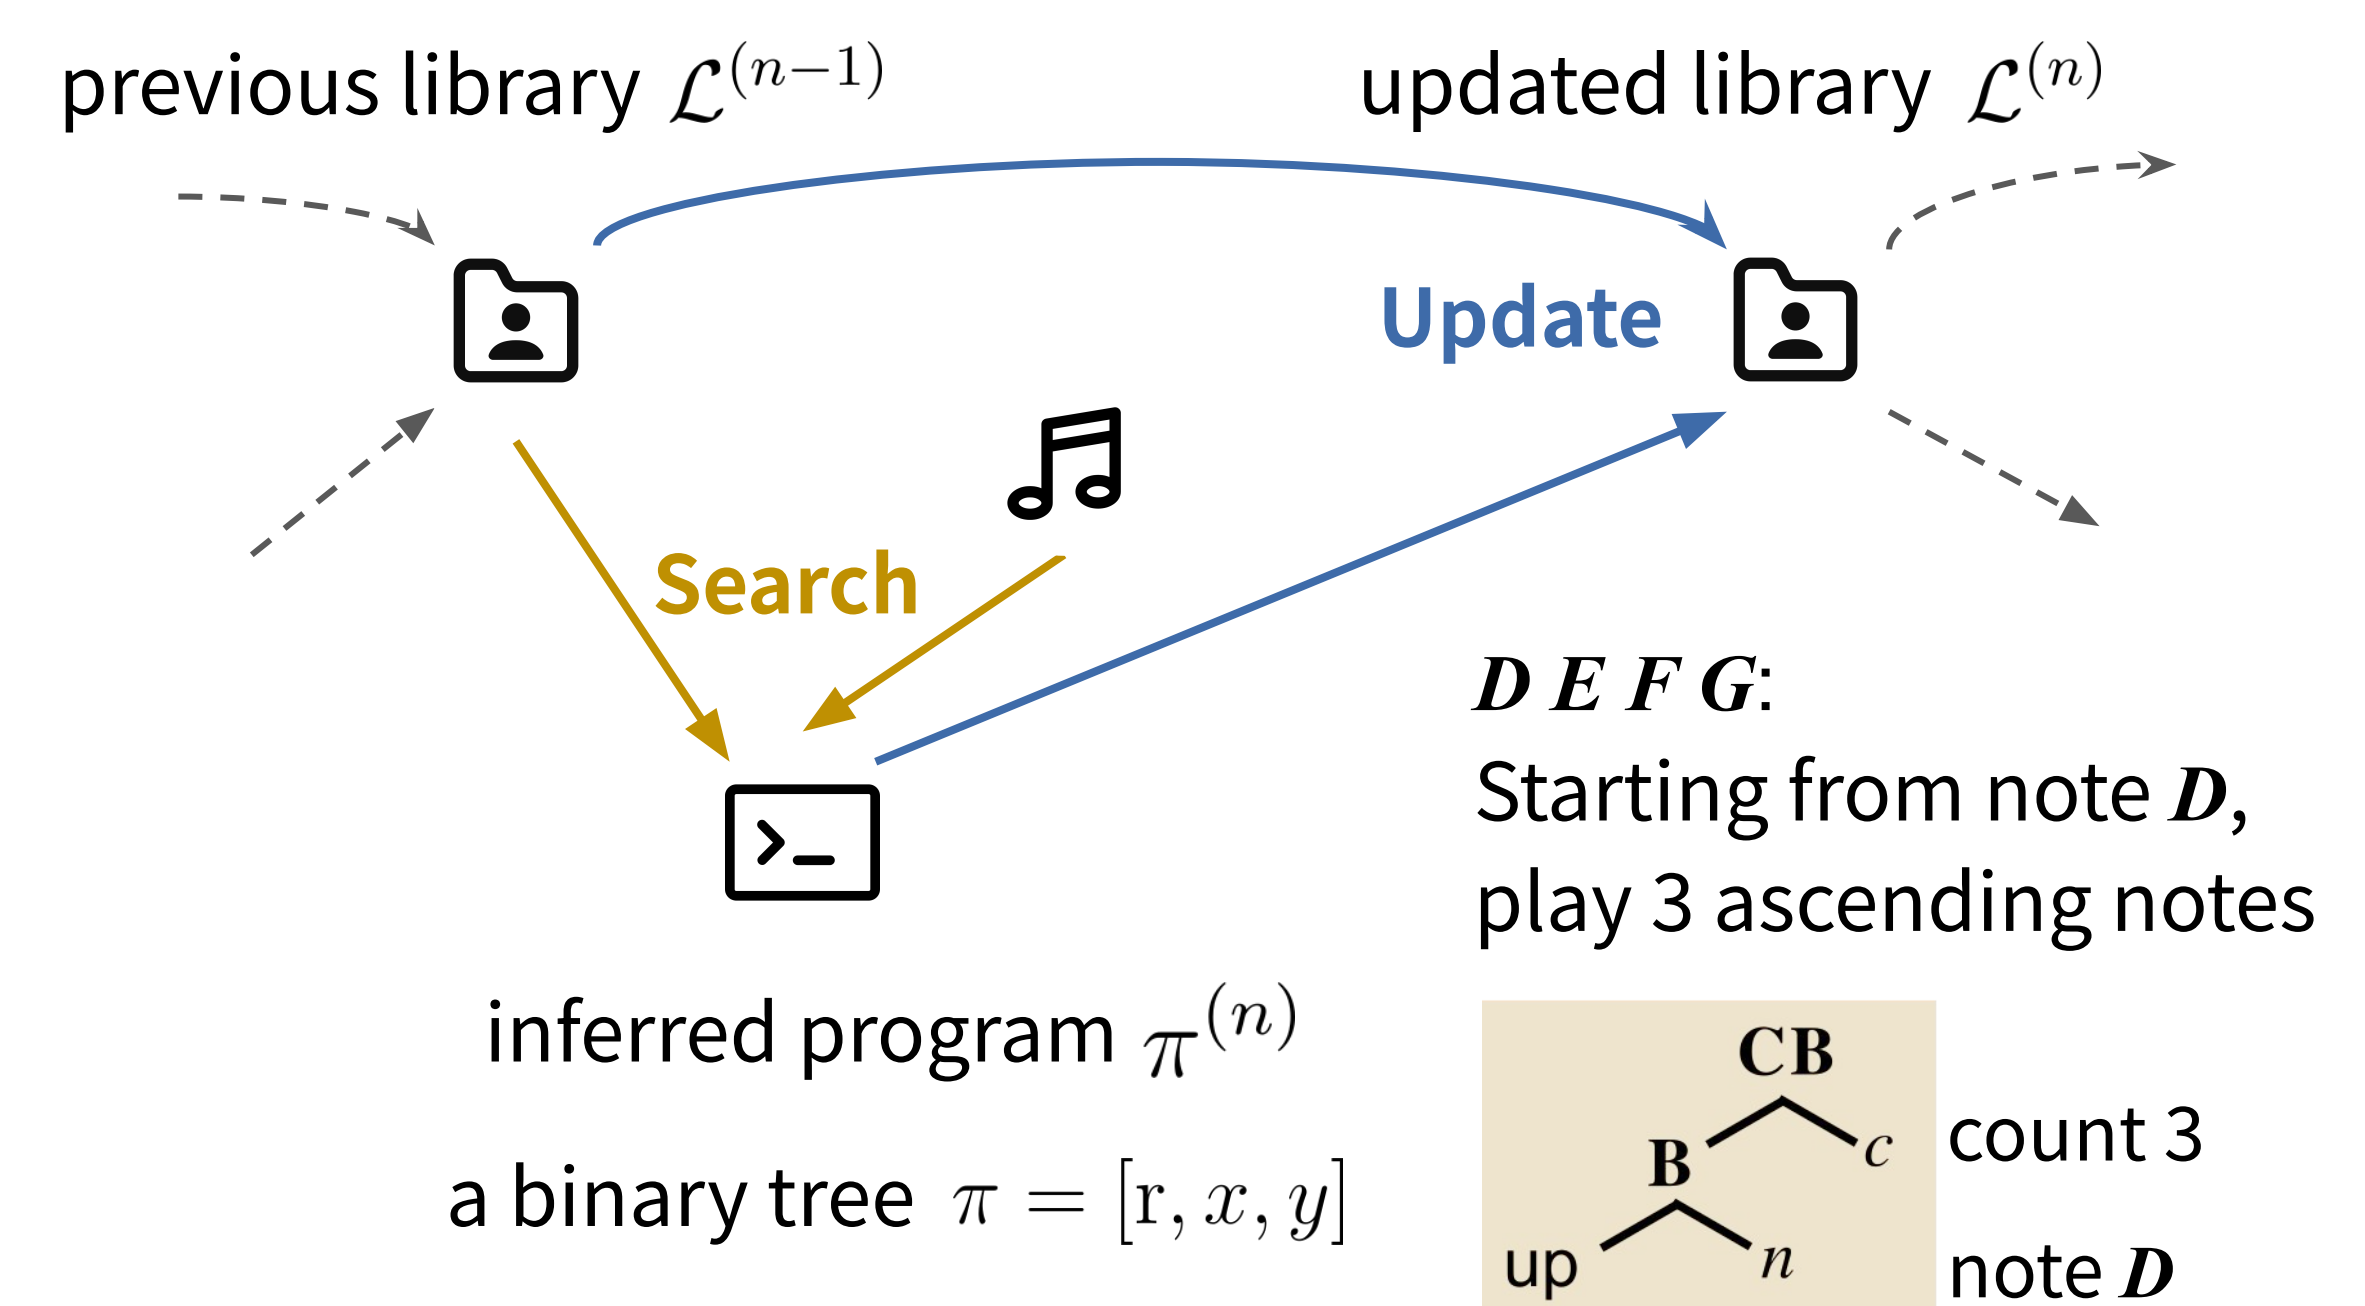 previous library ℒ^(n−1)
updated library ℒ^(n)
Update
Search
>_
D E F G:
Starting from note D,
play 3 ascending notes
inferred program π^(n)
a binary tree π = [r, x, y]
CB
B
c
count 3
up
n
note D